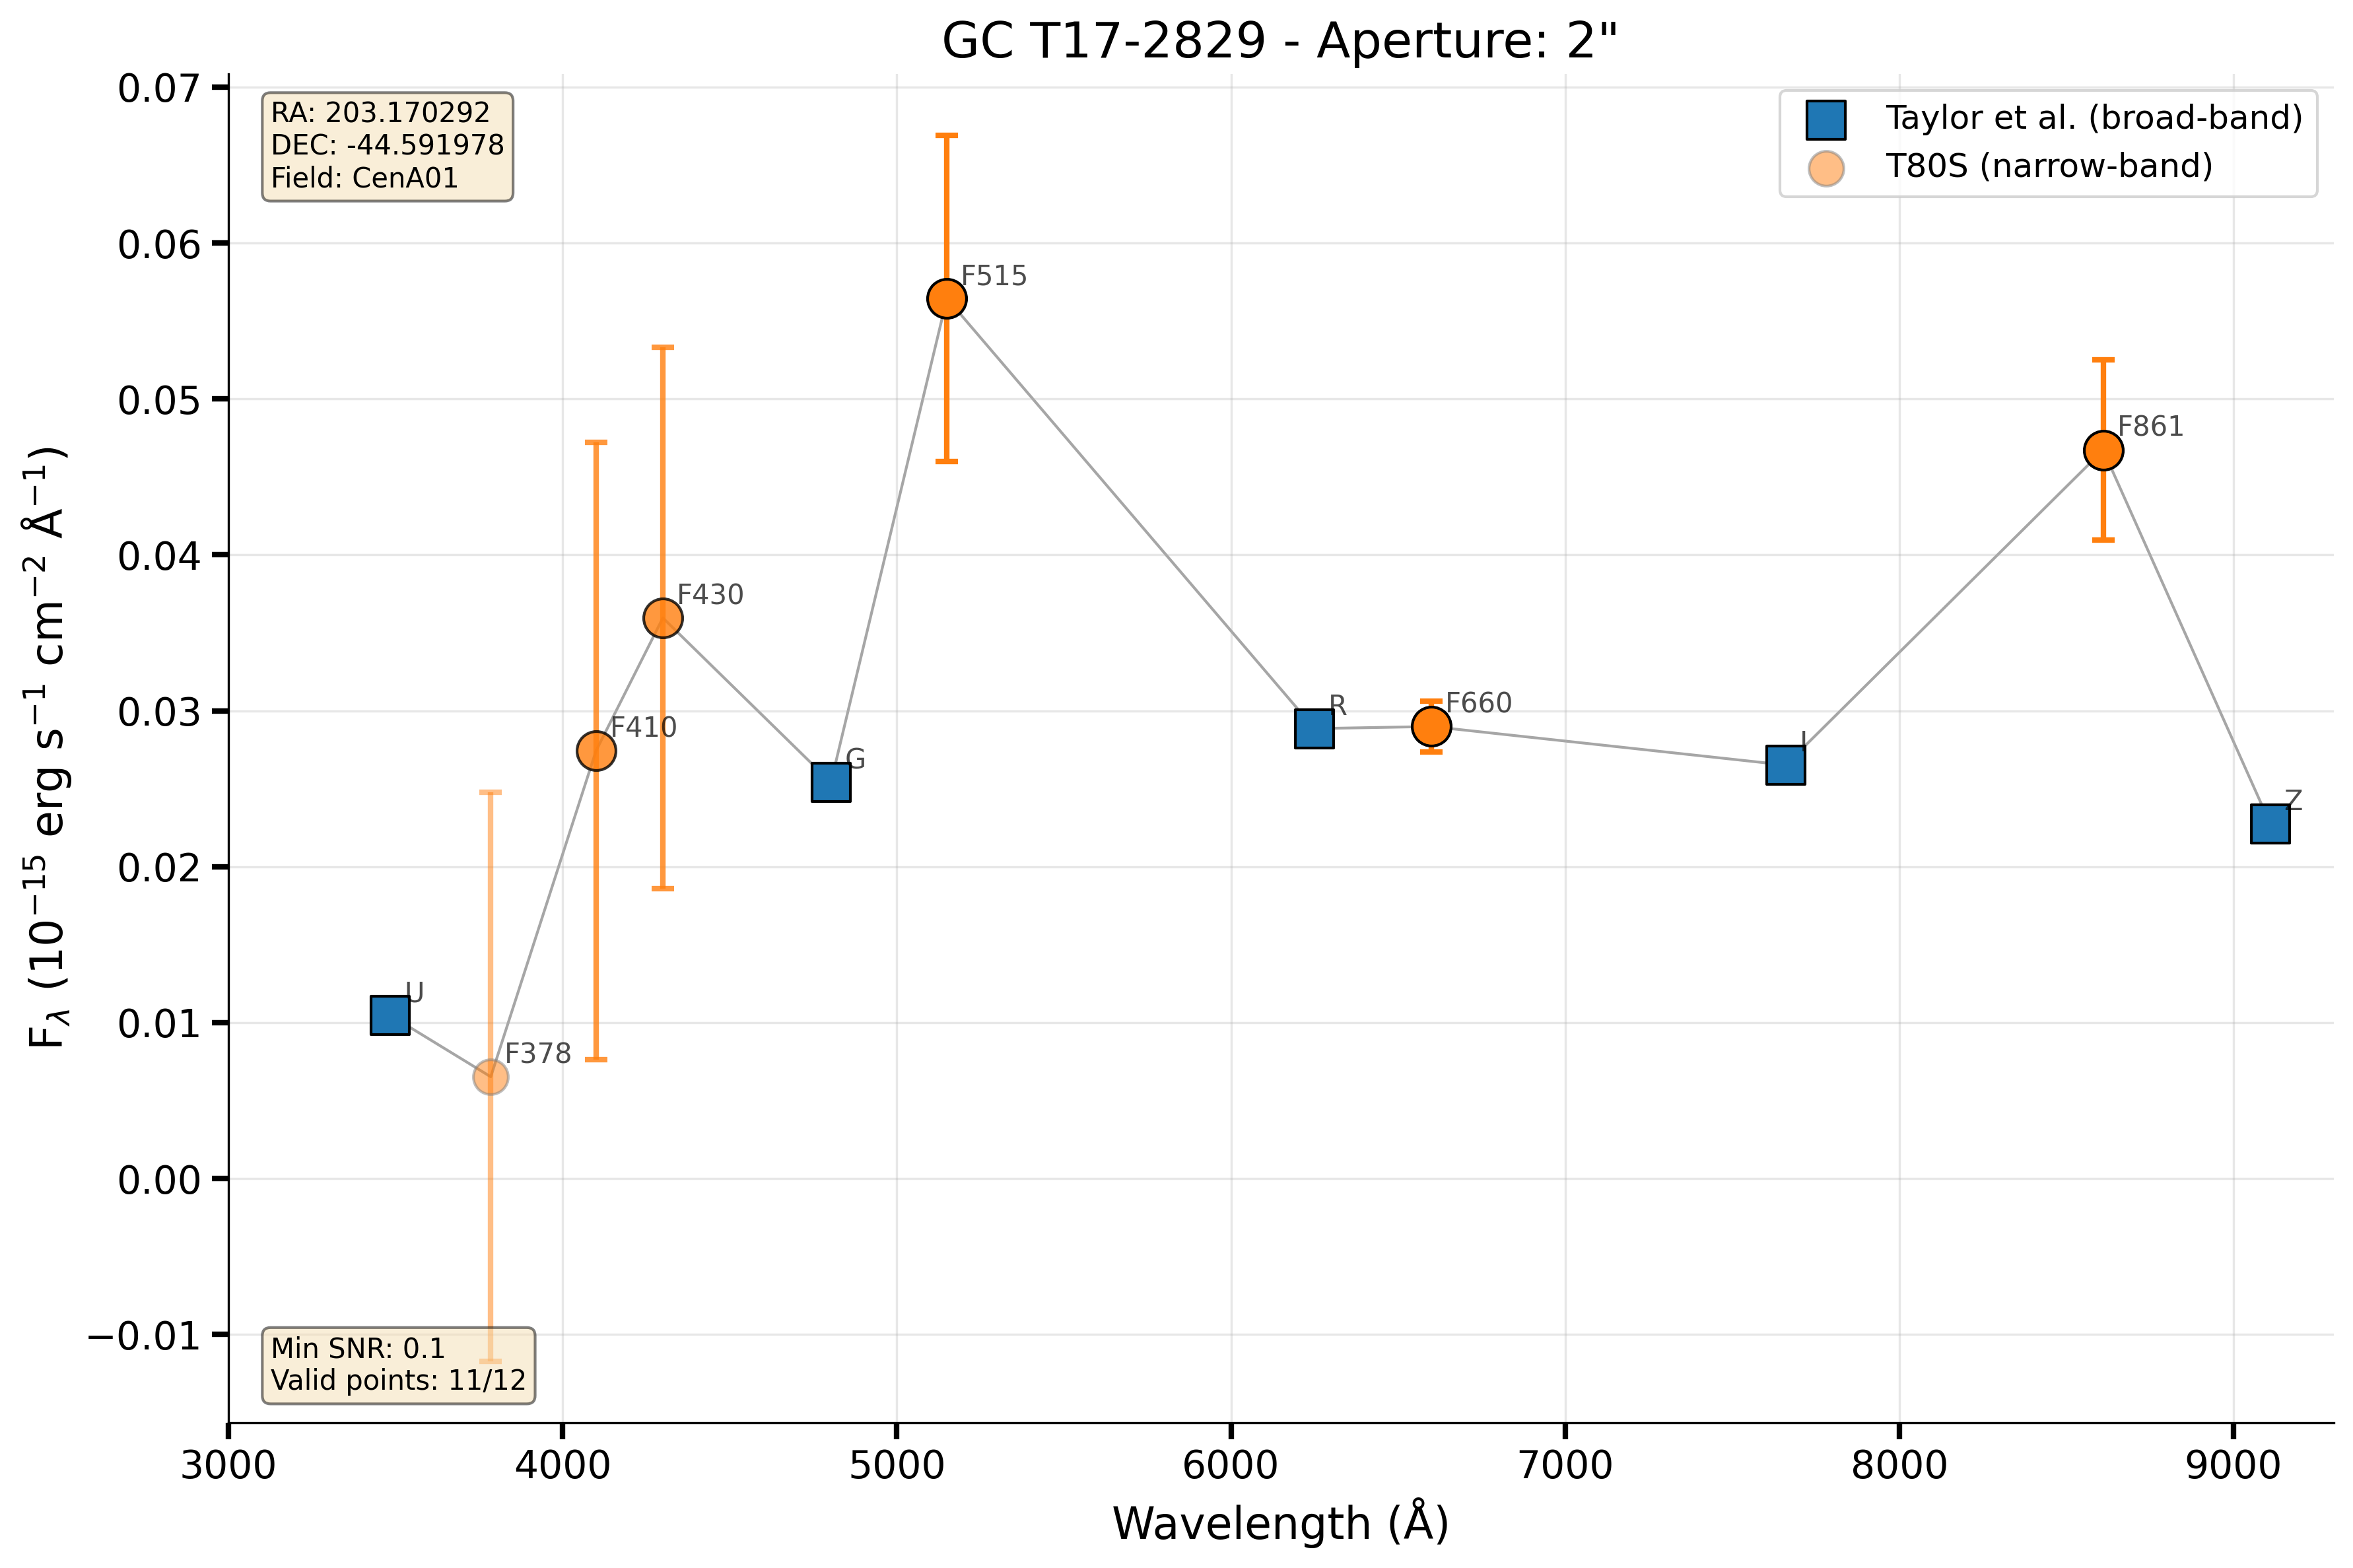 GC T17-2829 - Aperture: 2"
RA: 203.170292
DEC: -44.591978
Field: CenA01
Taylor et al. (broad-band)
T80S (narrow-band)
F$_{λ}$ (10$^{−15}$ erg s$^{−1}$ cm$^{−2}$ Å$^{−1}$)
0.07
0.06
0.05
0.04
0.03
0.02
0.01
0.00
−0.01
U
F378
F410
F430
G
F515
R
F660
I
F861
Z
Min SNR: 0.1
Valid points: 11/12
3000 4000 5000 6000 7000 8000 9000
Wavelength (Å)